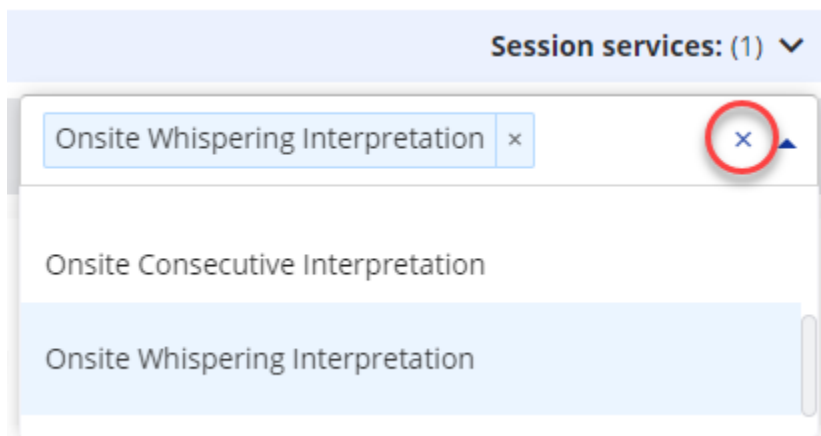 Session services: (1)
Onsite Whispering Interpretation ×
×
Onsite Consecutive Interpretation
Onsite Whispering Interpretation